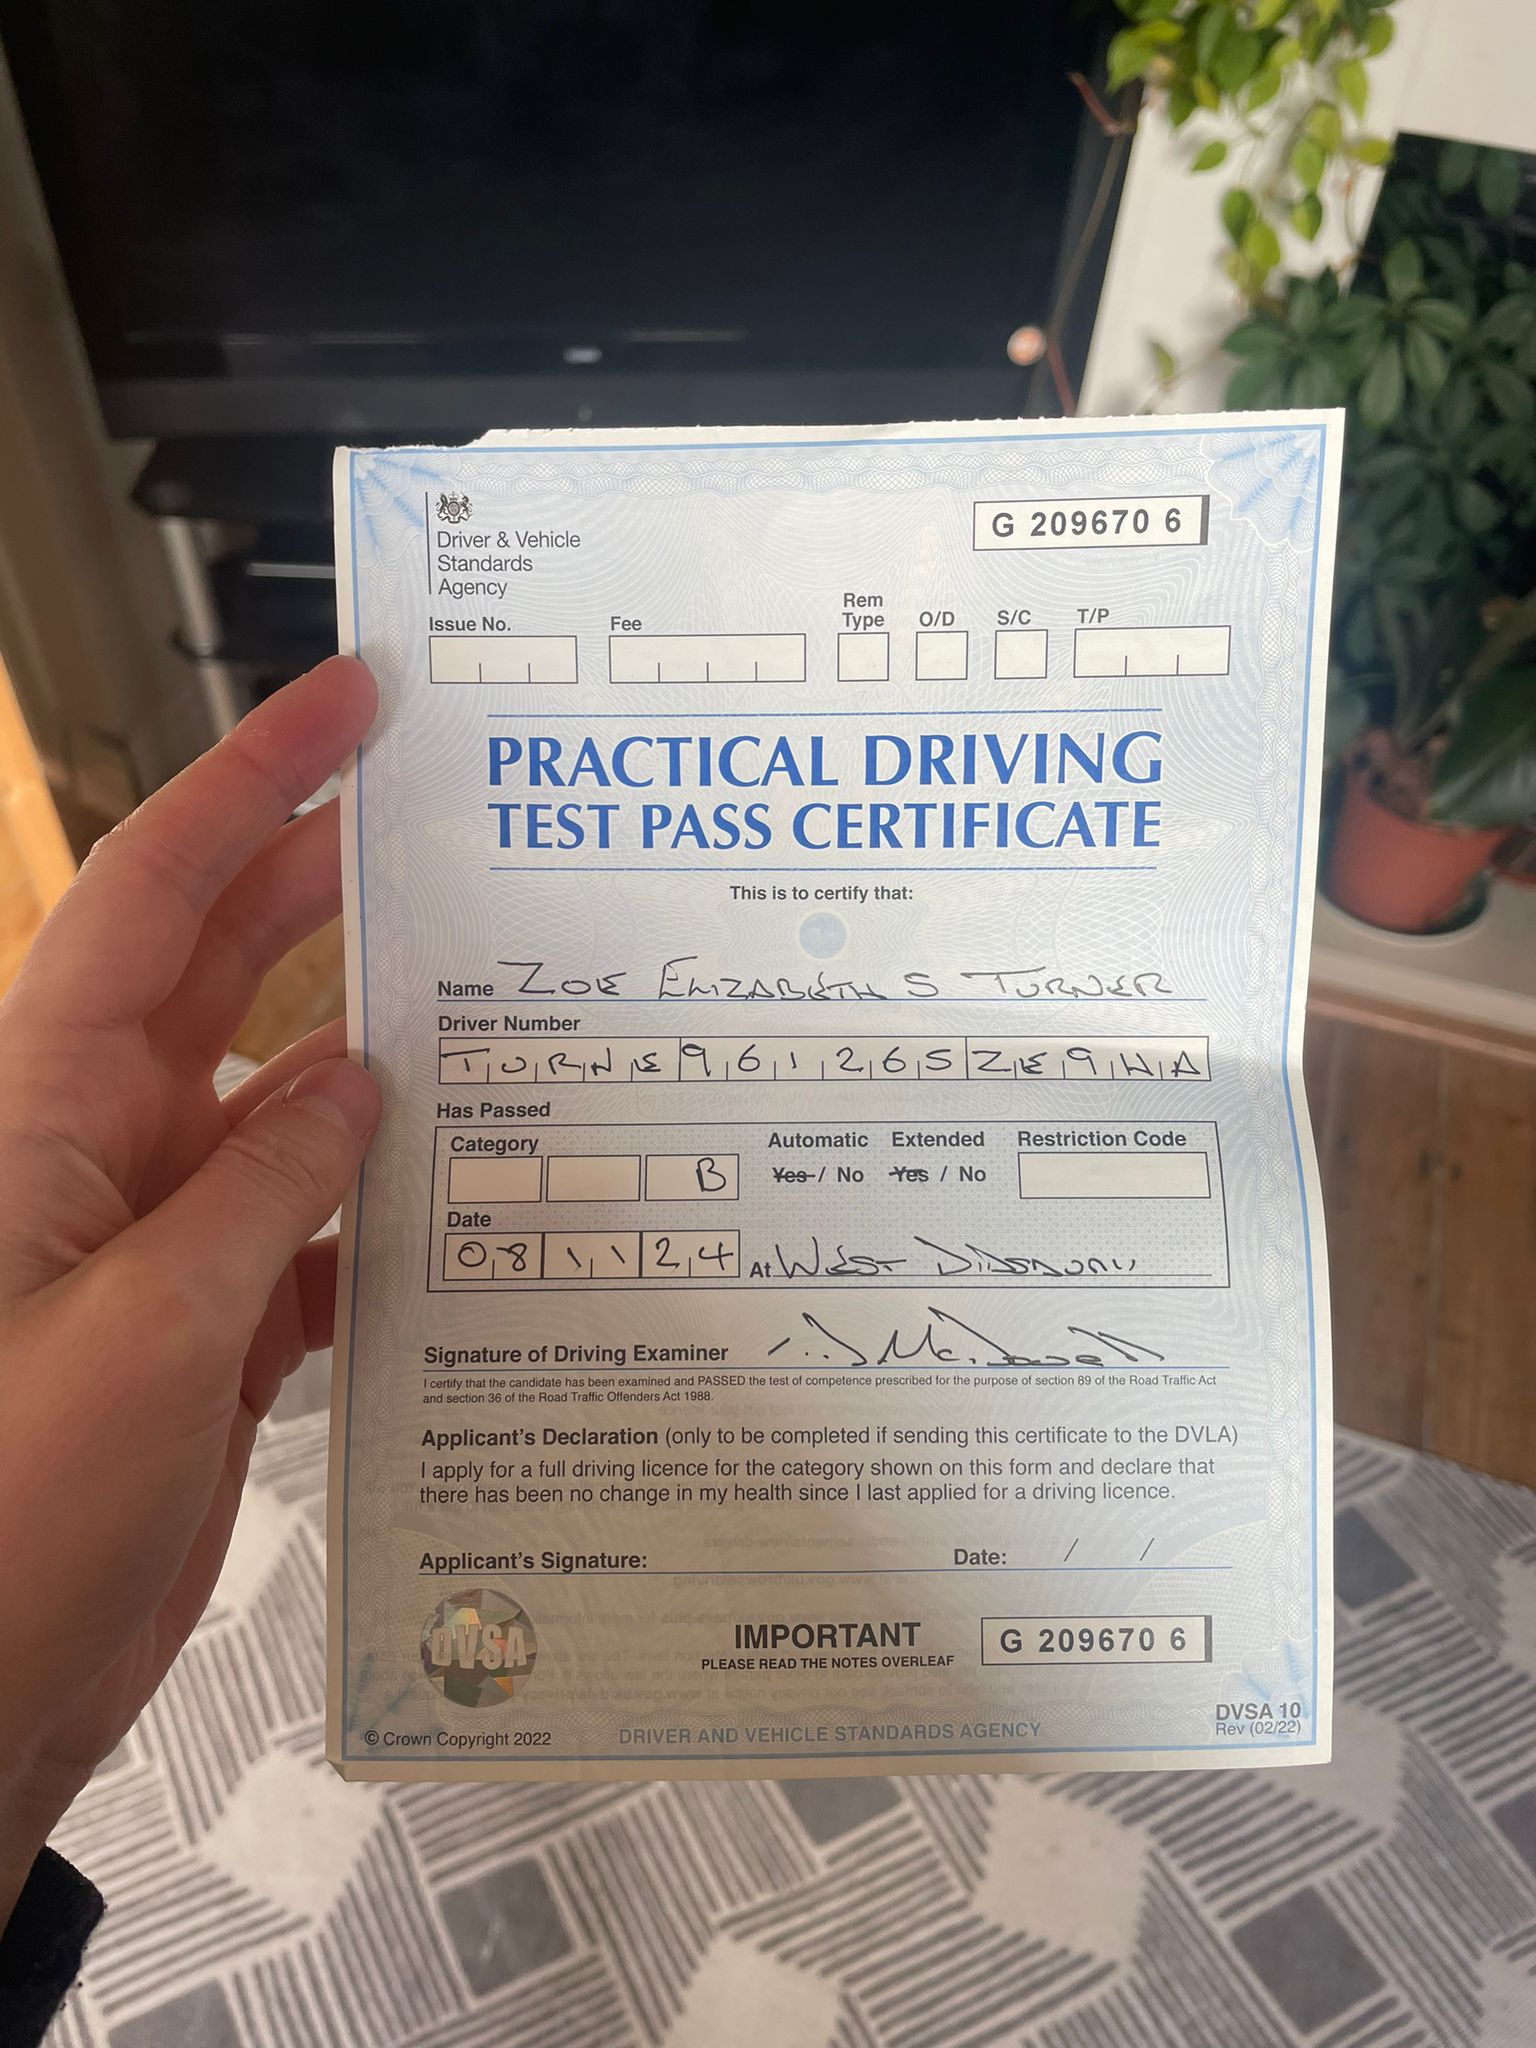 Driver & Vehicle
Standards
Agency
G 209670 6
Issue No. Fee Rem Type O/D S/C T/P
PRACTICAL DRIVING
TEST PASS CERTIFICATE
This is to certify that:
Name ZOE ELIZABETH S TURNER
Driver Number
TURNE 961265 ZE9HA
Has Passed
Category Automatic Extended Restriction Code
B Yes / No Yes / No
Date
08 11 24 At WEST DIDSBURY
Signature of Driving Examiner
I certify that the candidate has been examined and PASSED the test of competence prescribed for the purpose of section 89 of the Road Traffic Act
and section 36 of the Road Traffic Offenders Act 1988.
Applicant's Declaration (only to be completed if sending this certificate to the DVLA)
I apply for a full driving licence for the category shown on this form and declare that
there has been no change in my health since I last applied for a driving licence.
Applicant's Signature: Date: / /
DVSA
IMPORTANT
PLEASE READ THE NOTES OVERLEAF
G 209670 6
DVSA 10
Rev (02/22)
© Crown Copyright 2022
DRIVER AND VEHICLE STANDARDS AGENCY